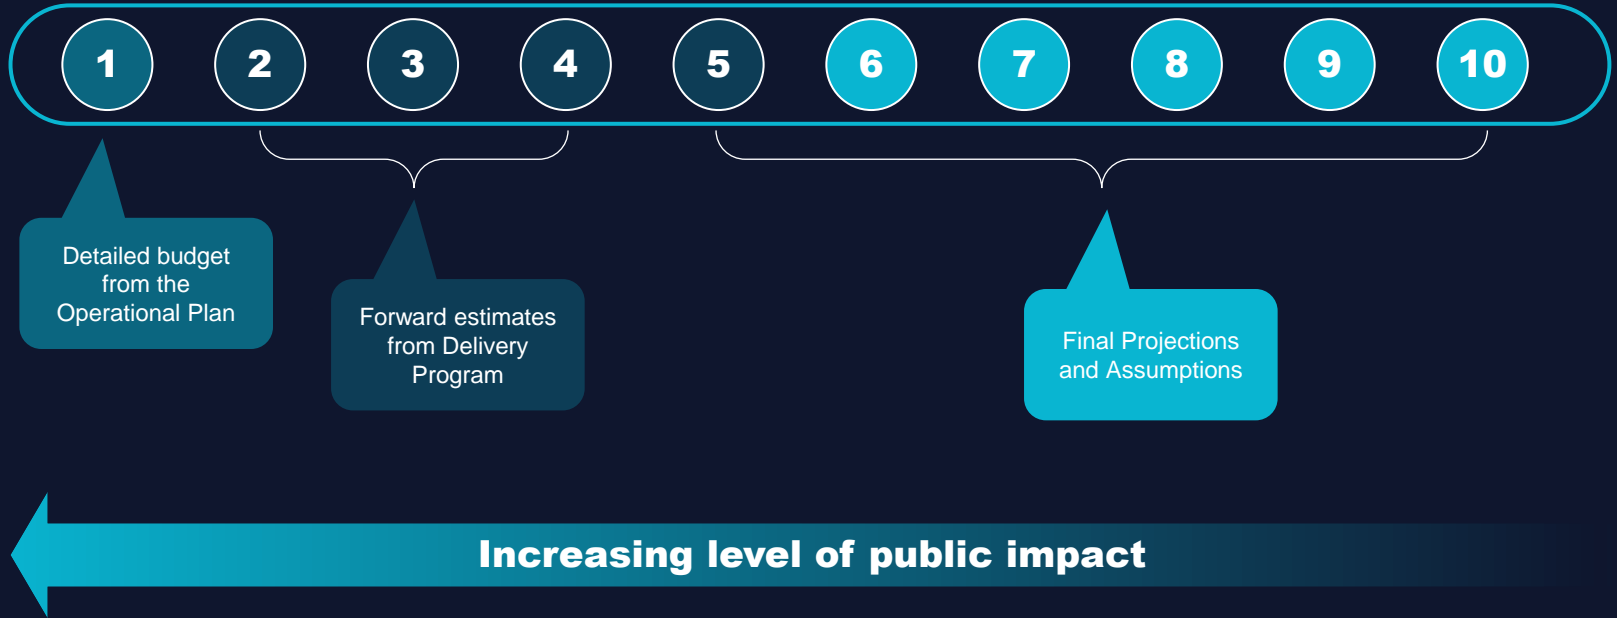 1 2 3 4 5 6 7 8 9 10
Detailed budget
from the
Operational Plan
Forward estimates
from Delivery
Program
Final Projections
and Assumptions
Increasing level of public impact